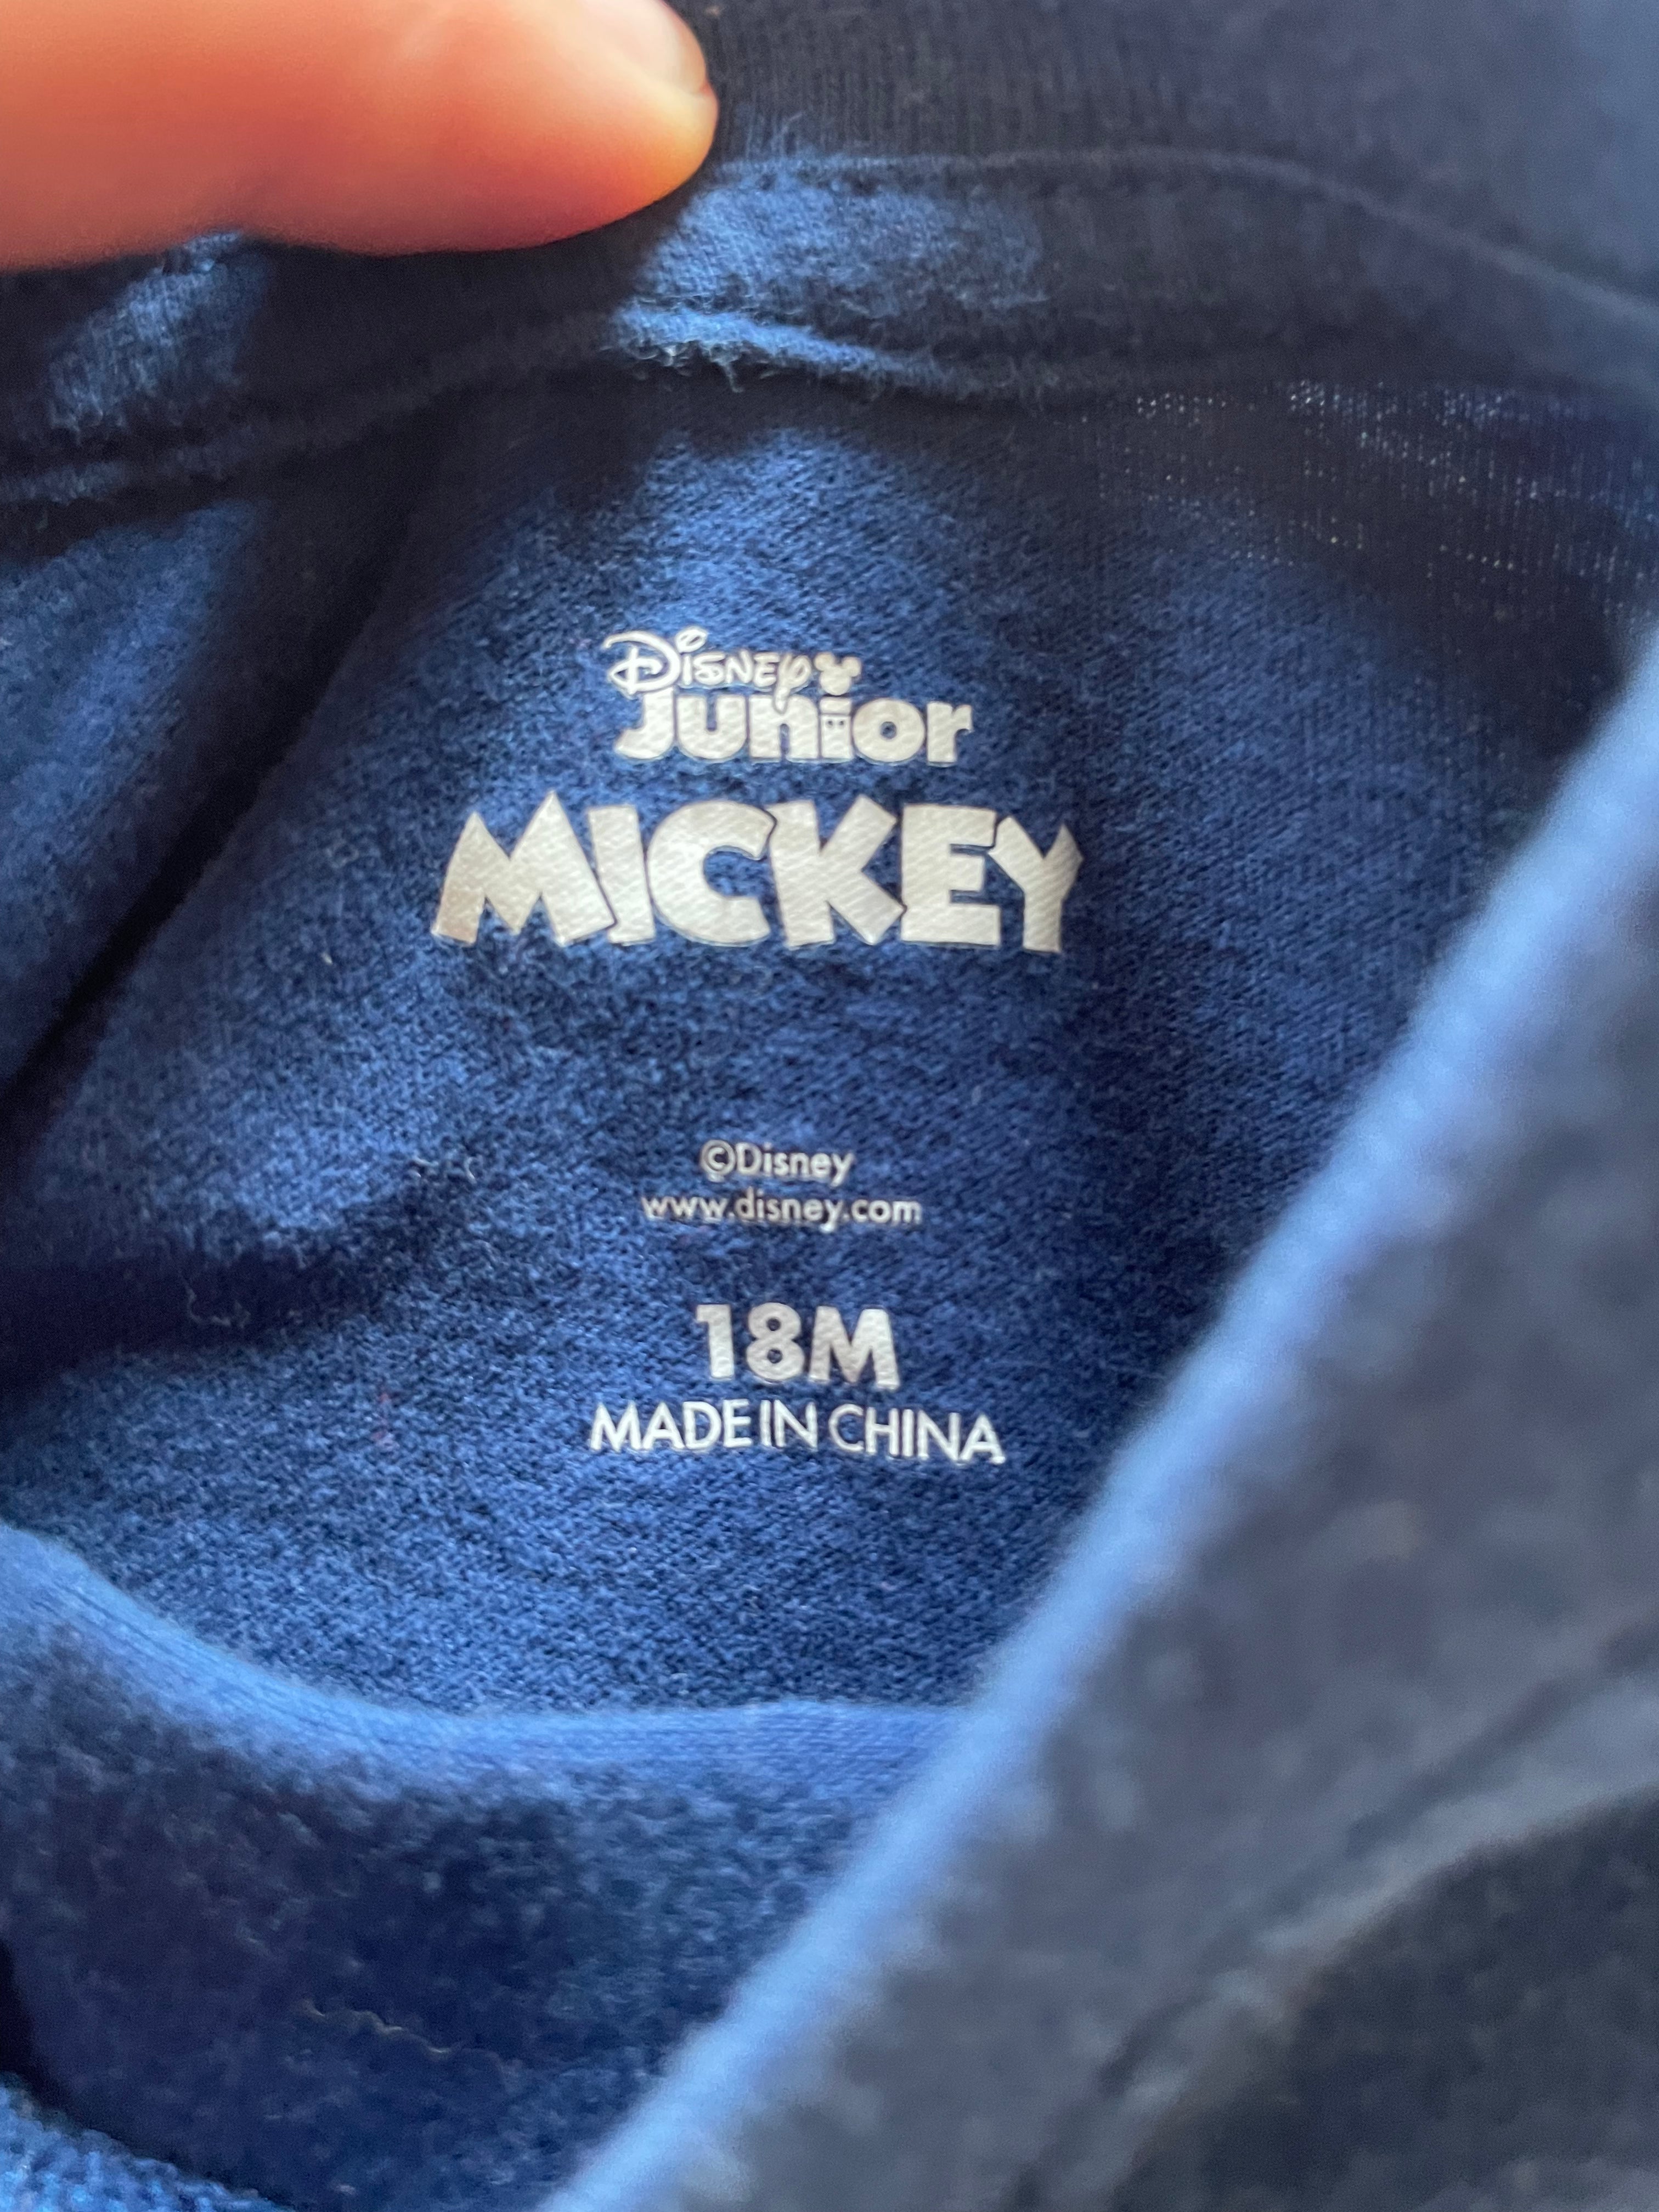 Disney
Junior
MICKEY
©Disney
www.disney.com
18M
MADE IN CHINA